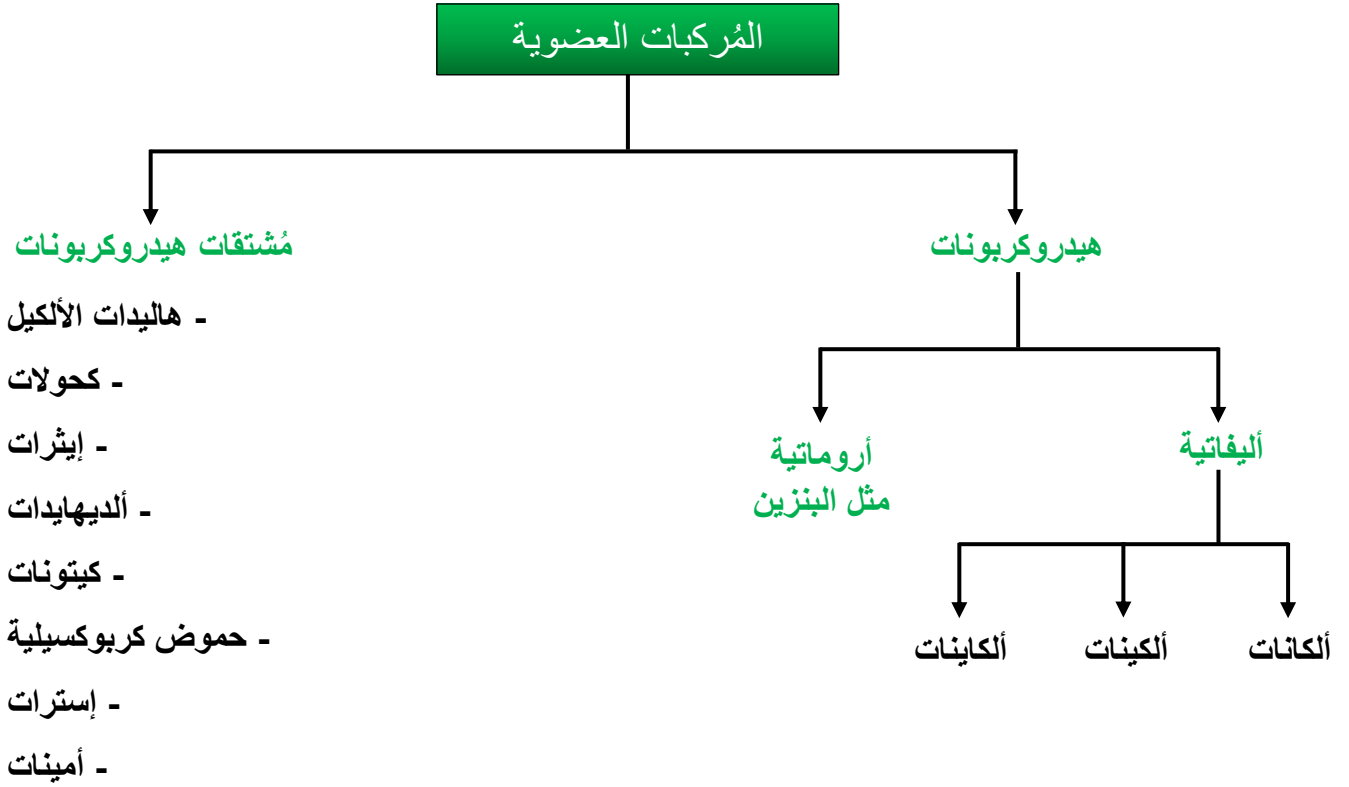 المُركبات العضوية
هيدروكربونات
مُشتقات هيدروكربونات
أليفاتية
أروماتية
مثل البنزين
ألكانات
ألكينات
ألكاينات
- هاليدات الألكيل
- كحولات
- إيثرات
- ألديهايدات
- كيتونات
- حموض كربوكسيلية
- إسترات
- أمينات